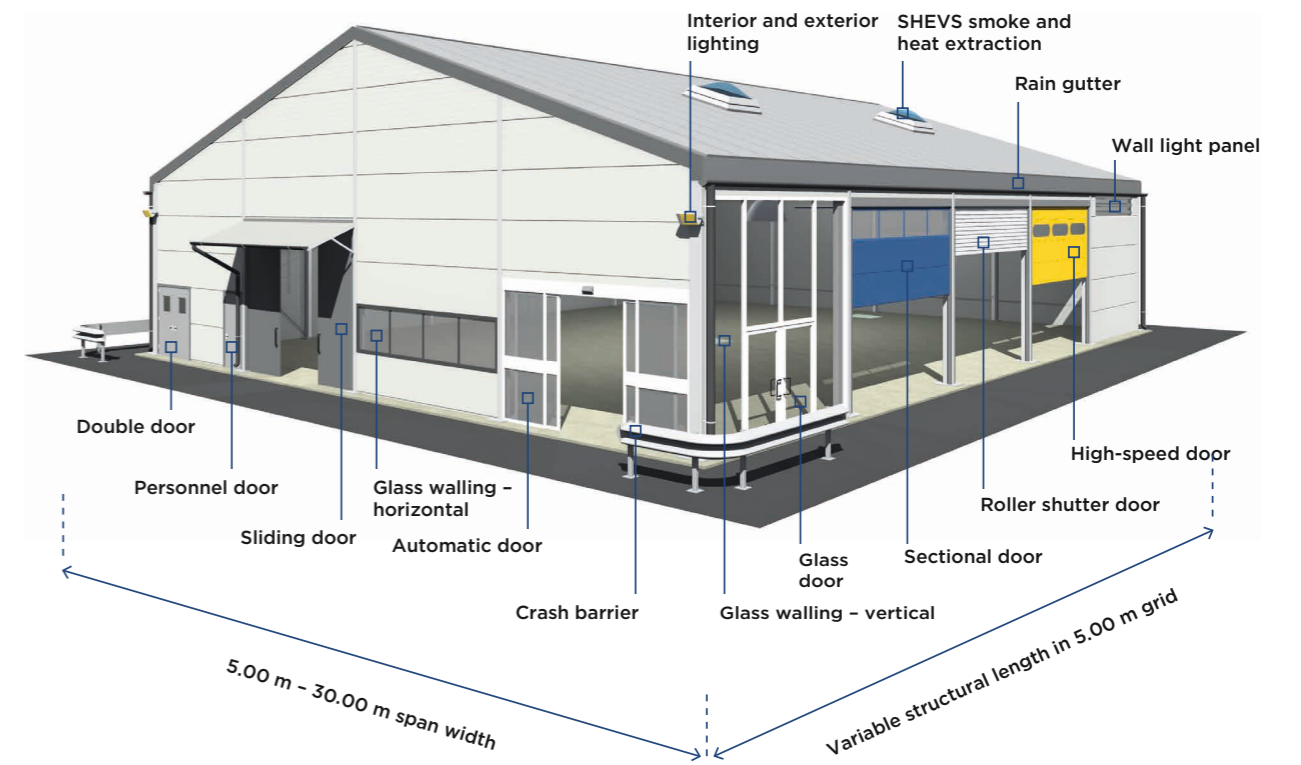 Interior and exterior
lighting
SHEVS smoke and
heat extraction
Rain gutter
Wall light panel
Double door
Personnel door
Sliding door
Glass walling –
horizontal
Automatic door
Crash barrier
Glass walling – vertical
Glass
door
Sectional door
Roller shutter door
High-speed door
5.00 m – 30.00 m span width
Variable structural length in 5.00 m grid